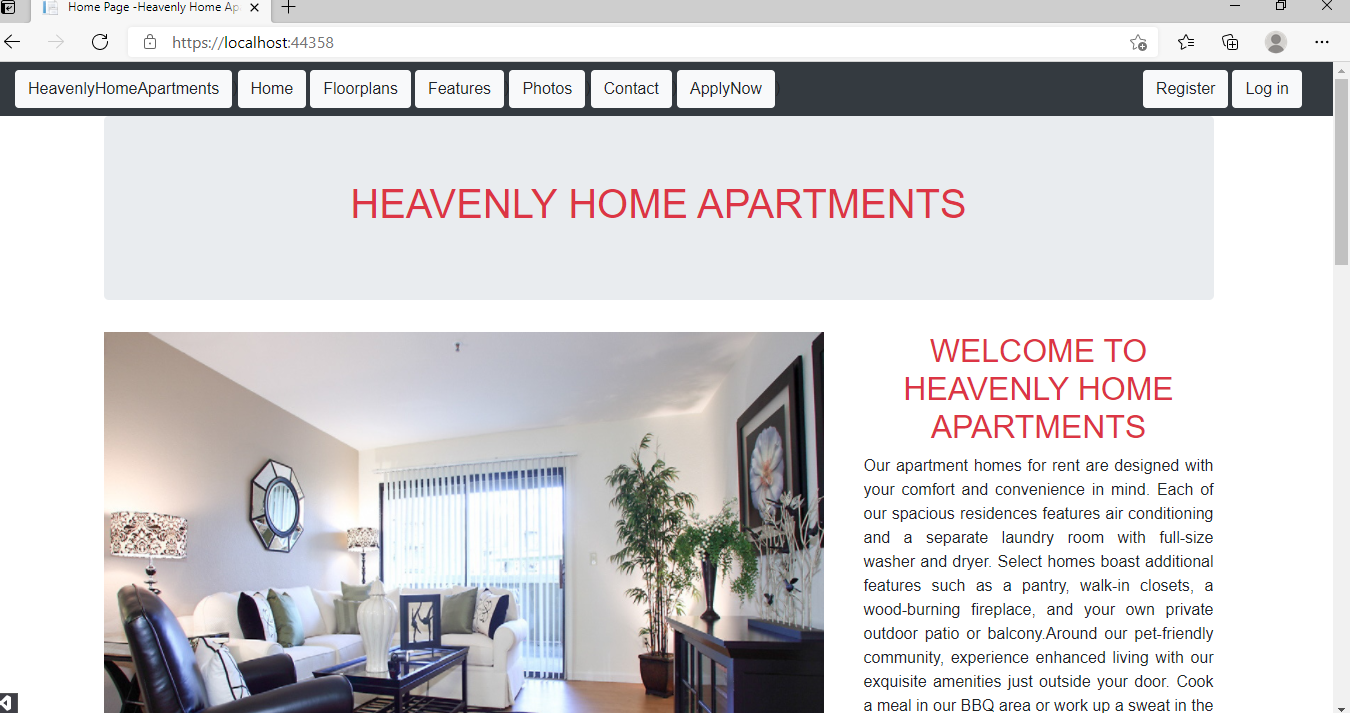 Home Page -Heavenly Home Ap
https://localhost:44358
HeavenlyHomeApartments Home Floorplans Features Photos Contact ApplyNow Register Log in
HEAVENLY HOME APARTMENTS
WELCOME TO
HEAVENLY HOME
APARTMENTS
Our apartment homes for rent are designed with
your comfort and convenience in mind. Each of
our spacious residences features air conditioning
and a separate laundry room with full-size
washer and dryer. Select homes boast additional
features such as a pantry, walk-in closets, a
wood-burning fireplace, and your own private
outdoor patio or balcony.Around our pet-friendly
community, experience enhanced living with our
exquisite amenities just outside your door. Cook
a meal in our BBQ area or work up a sweat in the